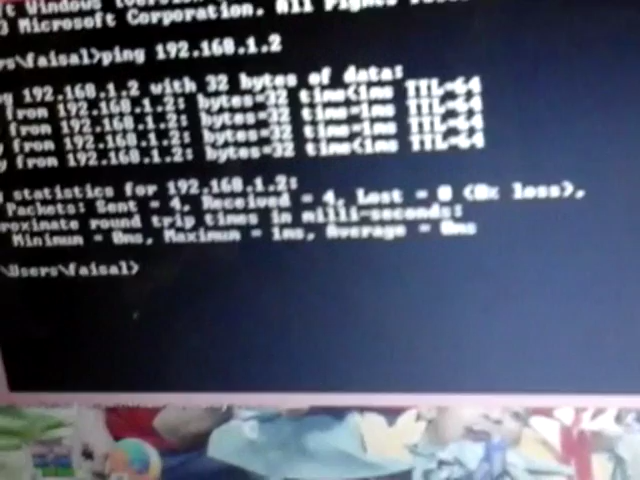 t Windows
3 Microsoft Corporation. All rights
rs\faisal>ping 192.168.1.2
g 192.168.1.2 with 32 bytes of data:
from 192.168.1.2: bytes=32 time<1ms TTL=64
from 192.168.1.2: bytes=32 time=1ms TTL=64
from 192.168.1.2: bytes=32 time=1ms TTL=64
y from 192.168.1.2: bytes=32 time<1ms TTL=64
statistics for 192.168.1.2:
Packets: Sent = 4, Received = 4, Lost = 0 (0% loss),
roximate round trip times in milli-seconds:
Minimum = 0ms, Maximum = 1ms, Average = 0ms
\Users\faisal>